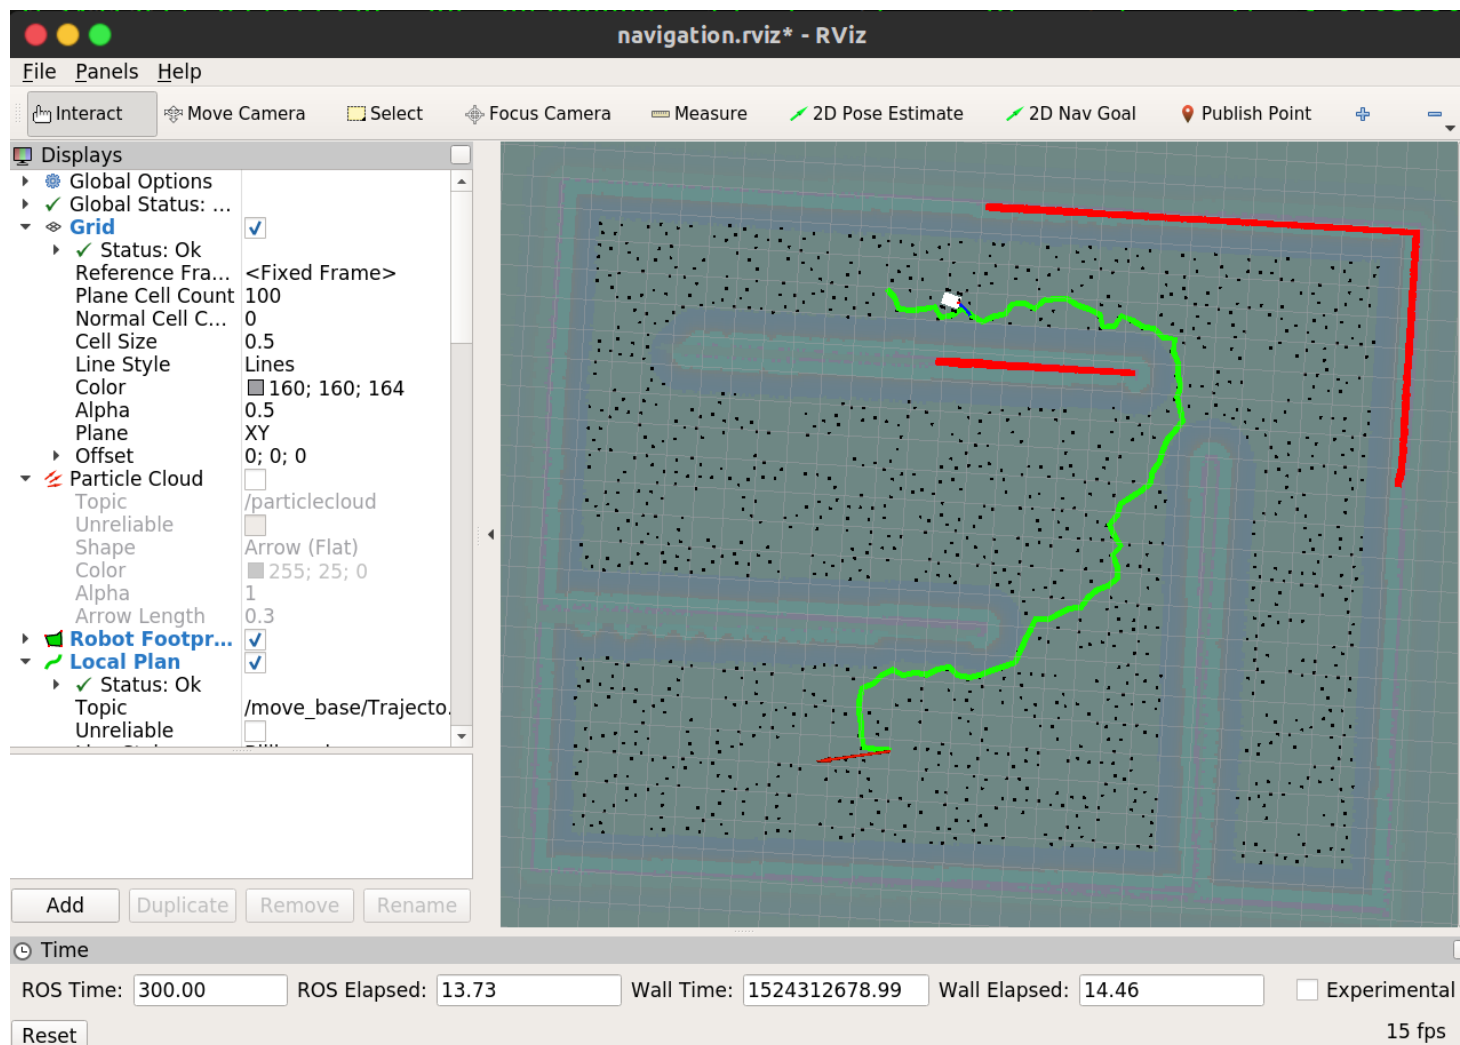 navigation.rviz* - RViz
File Panels Help
Interact Move Camera Select Focus Camera Measure 2D Pose Estimate 2D Nav Goal Publish Point
Displays
Global Options
Global Status: ...
Grid
Status: Ok
Reference Fra... <Fixed Frame>
Plane Cell Count 100
Normal Cell C... 0
Cell Size 0.5
Line Style Lines
Color 160; 160; 164
Alpha 0.5
Plane XY
Offset 0; 0; 0
Particle Cloud
Topic /particlecloud
Unreliable
Shape Arrow (Flat)
Color 255; 25; 0
Alpha 1
Arrow Length 0.3
Robot Footpr...
Local Plan
Status: Ok
Topic /move_base/Trajecto.
Unreliable
Add Duplicate Remove Rename
Time
ROS Time: 300.00 ROS Elapsed: 13.73 Wall Time: 1524312678.99 Wall Elapsed: 14.46 Experimental
Reset 15 fps